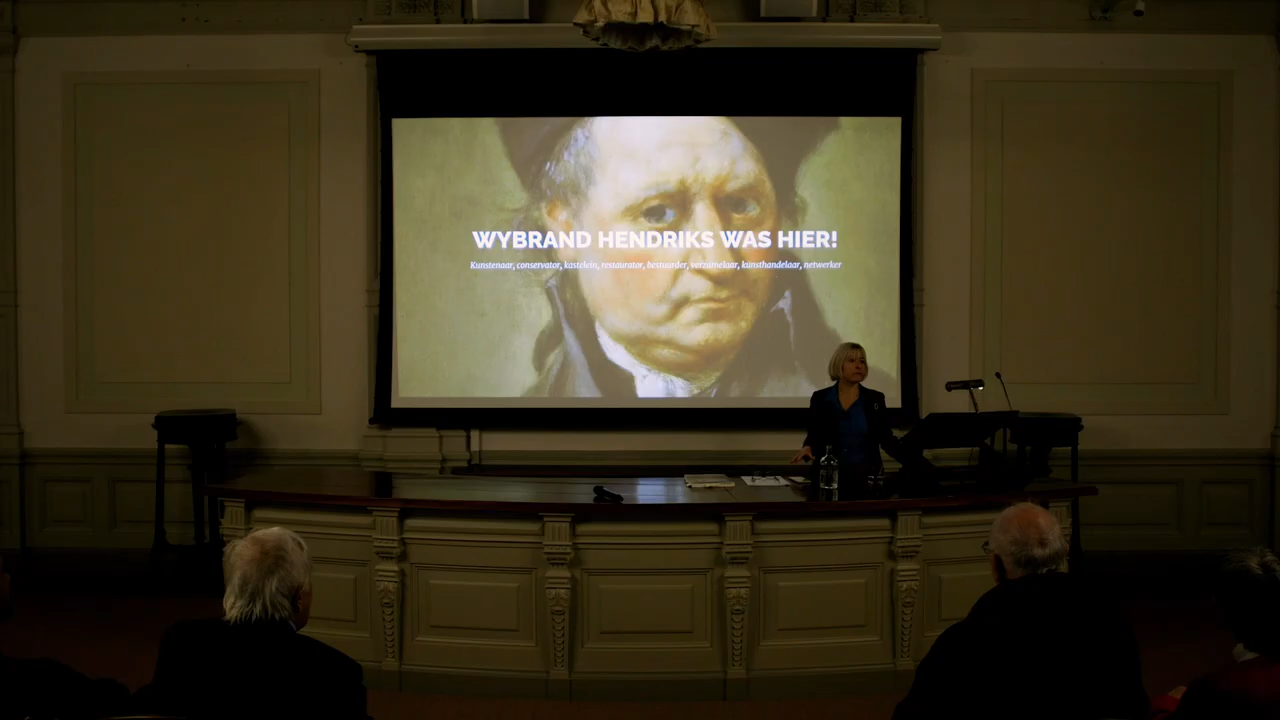 WYBRAND HENDRIKS WAS HIER!
Kunstenaar, conservator, kastelein, restaurator, bestuurder, verzamelaar, kunsthandelaar, netwerker